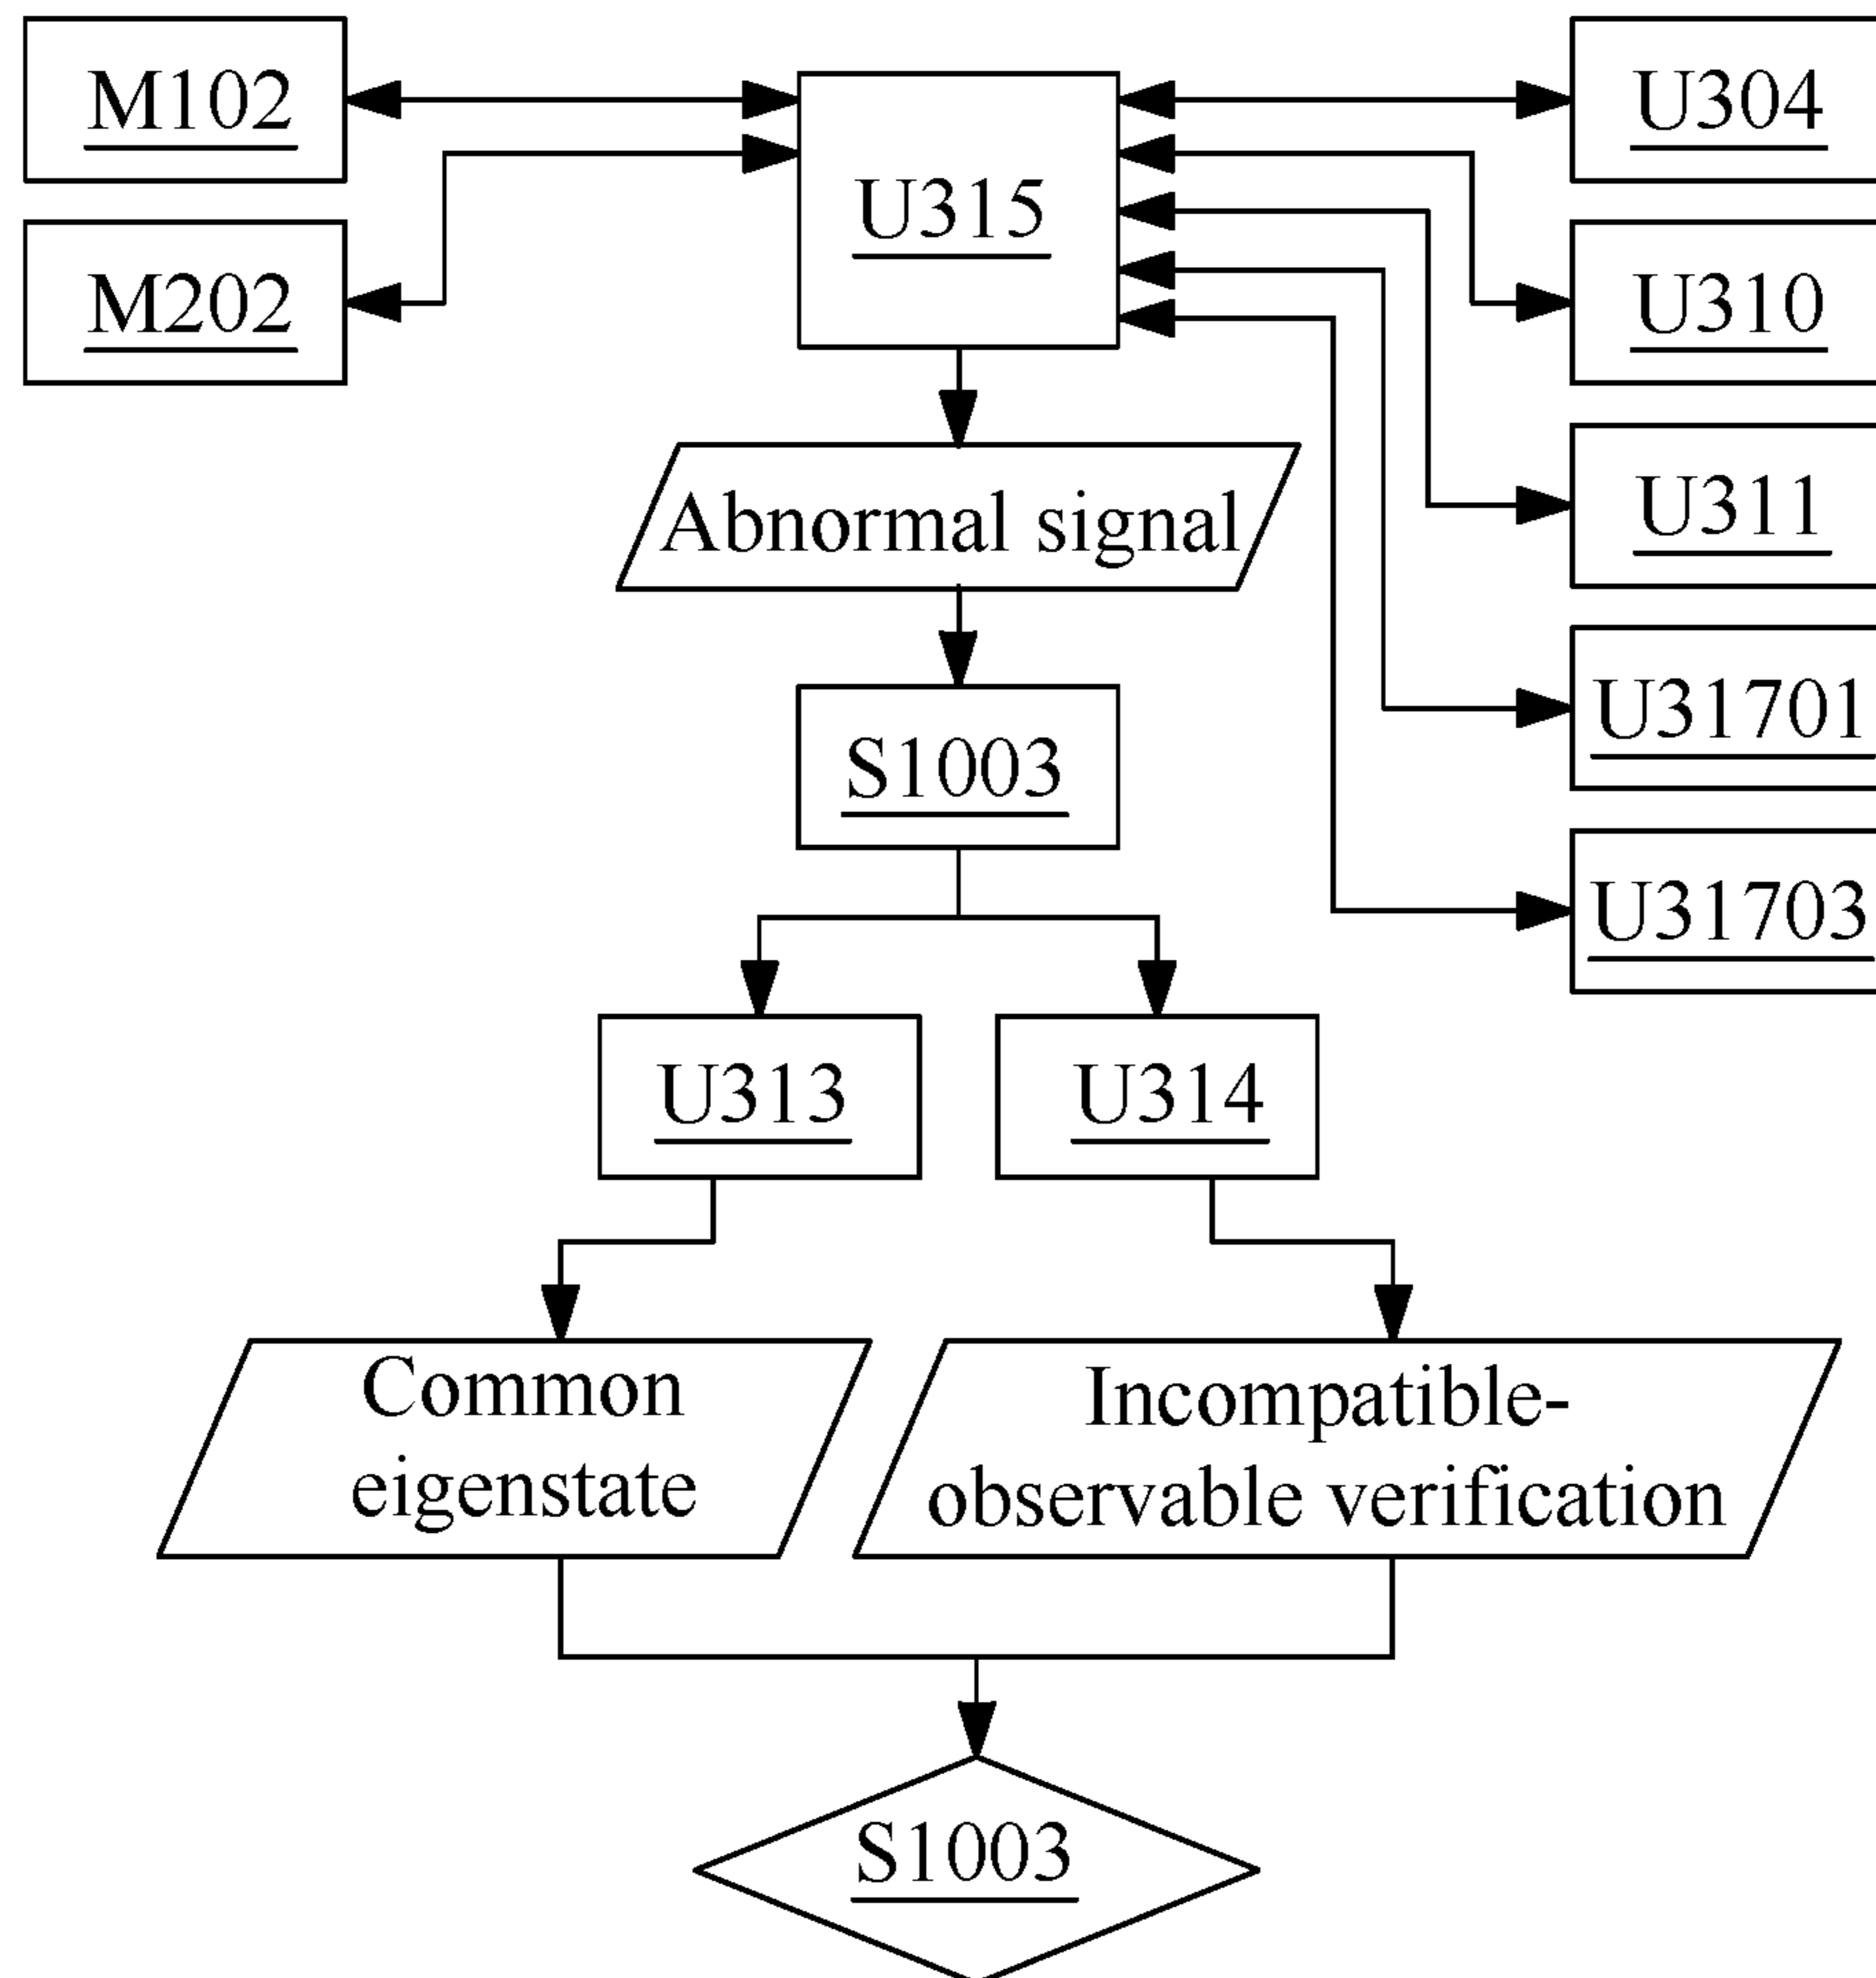 M102
U304
U315
M202
U310
Abnormal signal
U311
S1003
U31701
U31703
U313
U314
Common
eigenstate
Incompatible-
observable verification
S1003